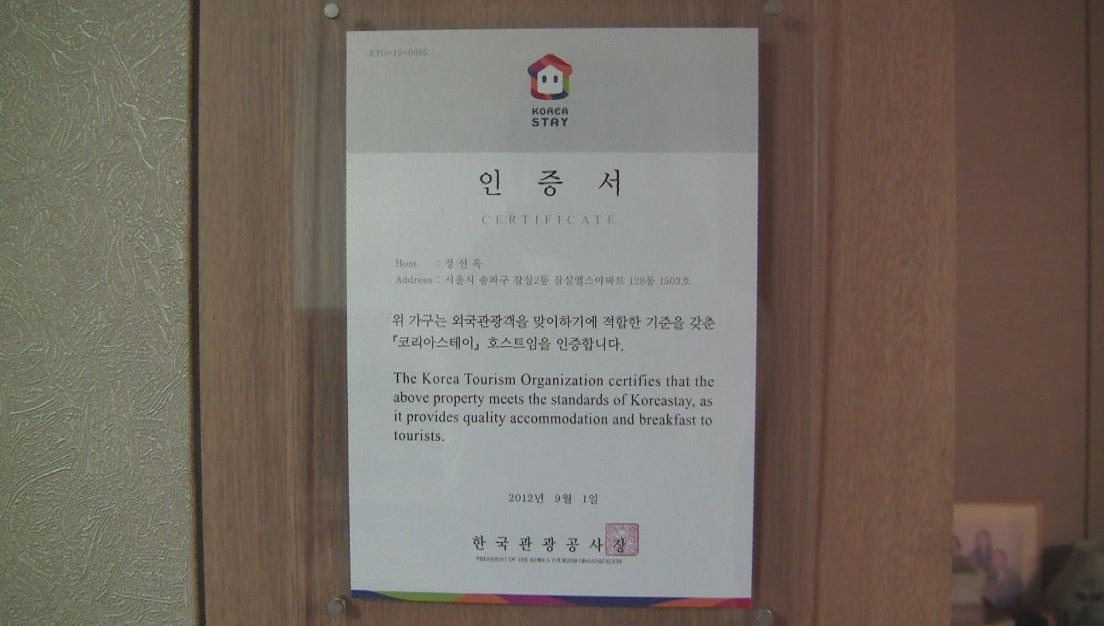 KTO-12-0055
KOREA
STAY
인 증 서
CERTIFICATE
Host : 정신옥
Address : 서울시 송파구 잠실2동 잠실엘스아파트 128동 1503호
위 가구는 외국관광객을 맞이하기에 적합한 기준을 갖춘
『코리아스테이』 호스트임을 인증합니다.
The Korea Tourism Organization certifies that the
above property meets the standards of Koreastay, as
it provides quality accommodation and breakfast to
tourists.
2012년 9월 1일
한국관광공사장
PRESIDENT OF THE KOREA TOURISM ORGANIZATION